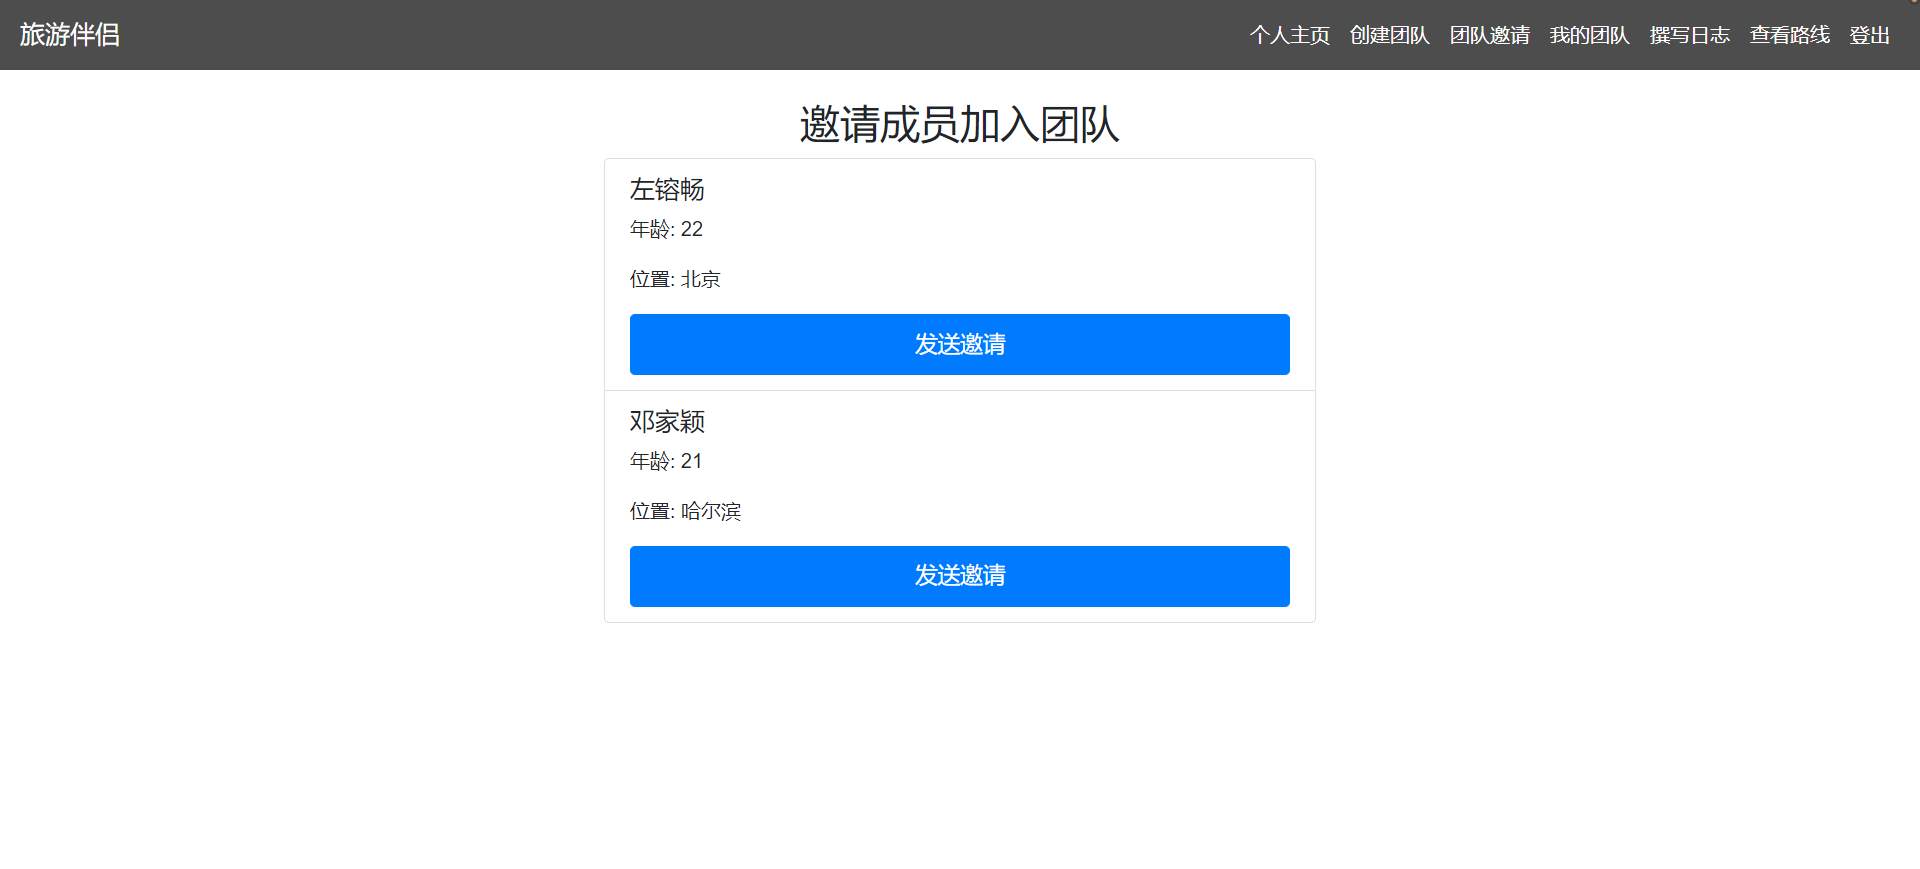 旅游伴侣
个人主页 创建团队 团队邀请 我的团队 撰写日志 查看路线 登出
邀请成员加入团队
左镕畅
年龄: 22
位置: 北京
发送邀请
邓家颖
年龄: 21
位置: 哈尔滨
发送邀请